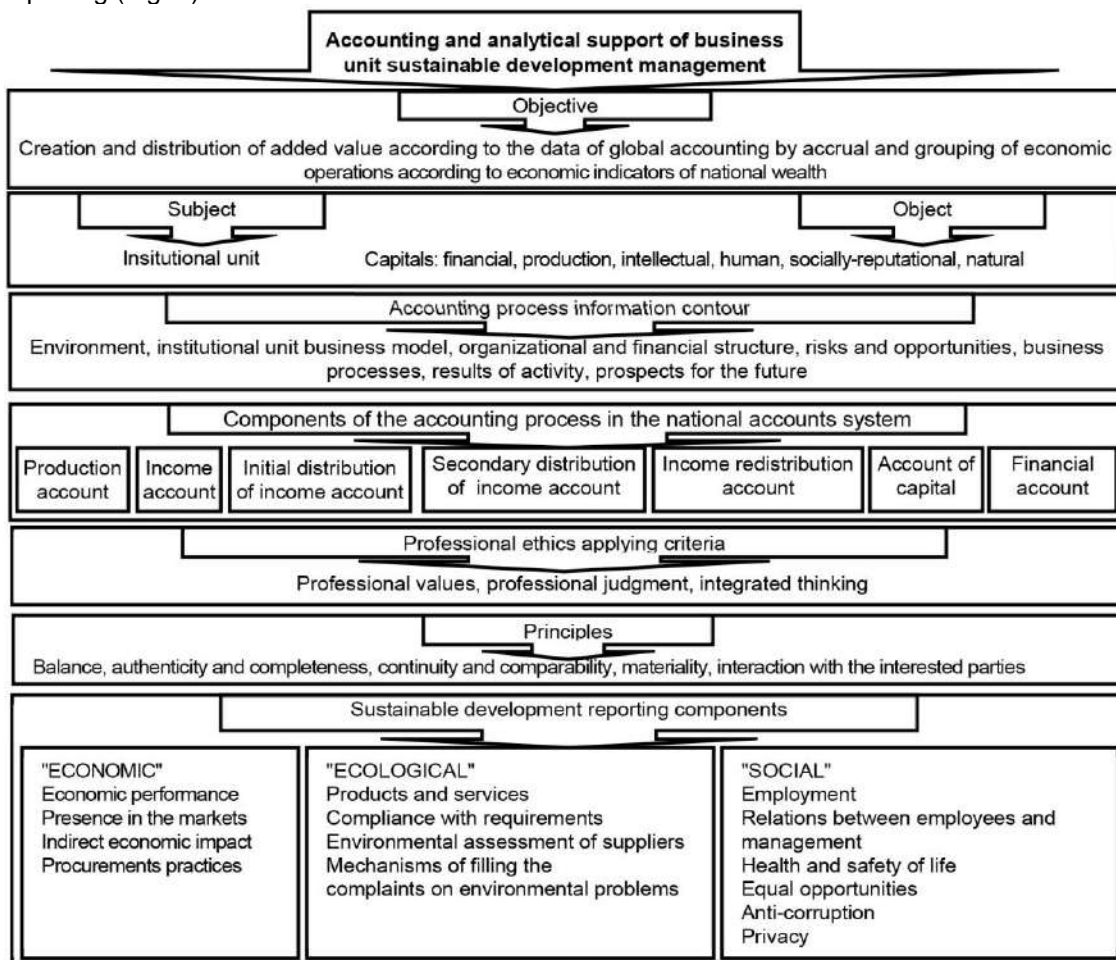 Accounting and analytical support of business
unit sustainable development management
Objective
Creation and distribution of added value according to the data of global accounting by accrual and grouping of economic
operations according to economic indicators of national wealth
Subject
Object
Insitutional unit
Capitals: financial, production, intellectual, human, socially-reputational, natural
Accounting process information contour
Environment, institutional unit business model, organizational and financial structure, risks and opportunities, business
processes, results of activity, prospects for the future
Components of the accounting process in the national accounts system
Production
account
Income
account
Initial distribution
of income account
Secondary distribution
of income account
Income redistribution
account
Account of
capital
Financial
account
Professional ethics applying criteria
Professional values, professional judgment, integrated thinking
Principles
Balance, authenticity and completeness, continuity and comparability, materiality, interaction with the interested parties
Sustainable development reporting components
"ECONOMIC"
Economic performance
Presence in the markets
Indirect economic impact
Procurements practices
"ECOLOGICAL"
Products and services
Compliance with requirements
Environmental assessment of suppliers
Mechanisms of filling the
complaints on environmental problems
"SOCIAL"
Employment
Relations between employees and
management
Health and safety of life
Equal opportunities
Anti-corruption
Privacy